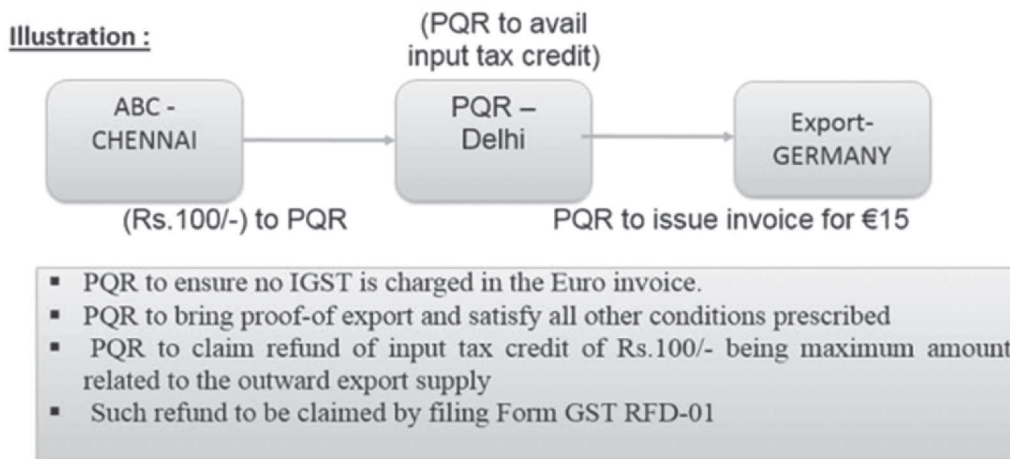 Illustration :
(PQR to avail
input tax credit)
ABC -
CHENNAI
PQR –
Delhi
Export-
GERMANY
(Rs.100/-) to PQR
PQR to issue invoice for €15
▪ PQR to ensure no IGST is charged in the Euro invoice.
▪ PQR to bring proof-of export and satisfy all other conditions prescribed
▪ PQR to claim refund of input tax credit of Rs.100/- being maximum amount
related to the outward export supply
▪ Such refund to be claimed by filing Form GST RFD-01